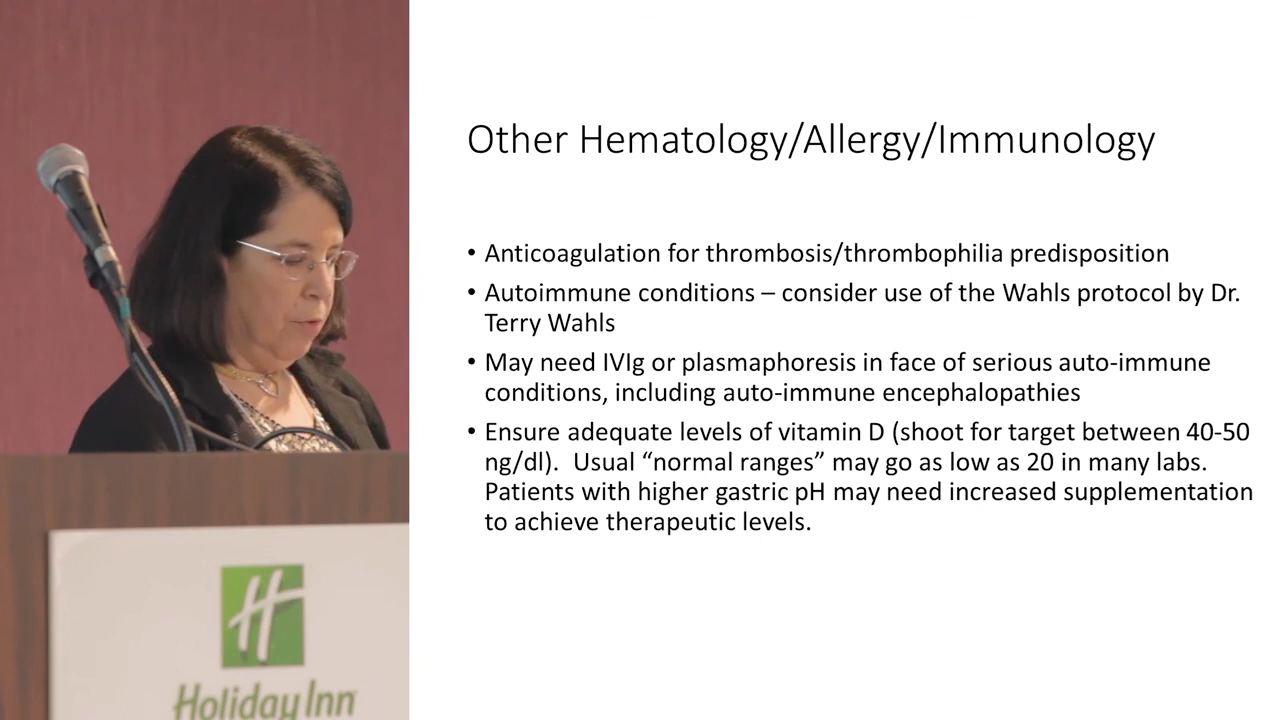 Other Hematology/Allergy/Immunology
• Anticoagulation for thrombosis/thrombophilia predisposition
• Autoimmune conditions – consider use of the Wahls protocol by Dr.
Terry Wahls
• May need IVIg or plasmaphoresis in face of serious auto-immune
conditions, including auto-immune encephalopathies
• Ensure adequate levels of vitamin D (shoot for target between 40-50
ng/dl).  Usual “normal ranges” may go as low as 20 in many labs.
Patients with higher gastric pH may need increased supplementation
to achieve therapeutic levels.
H
Holiday Inn